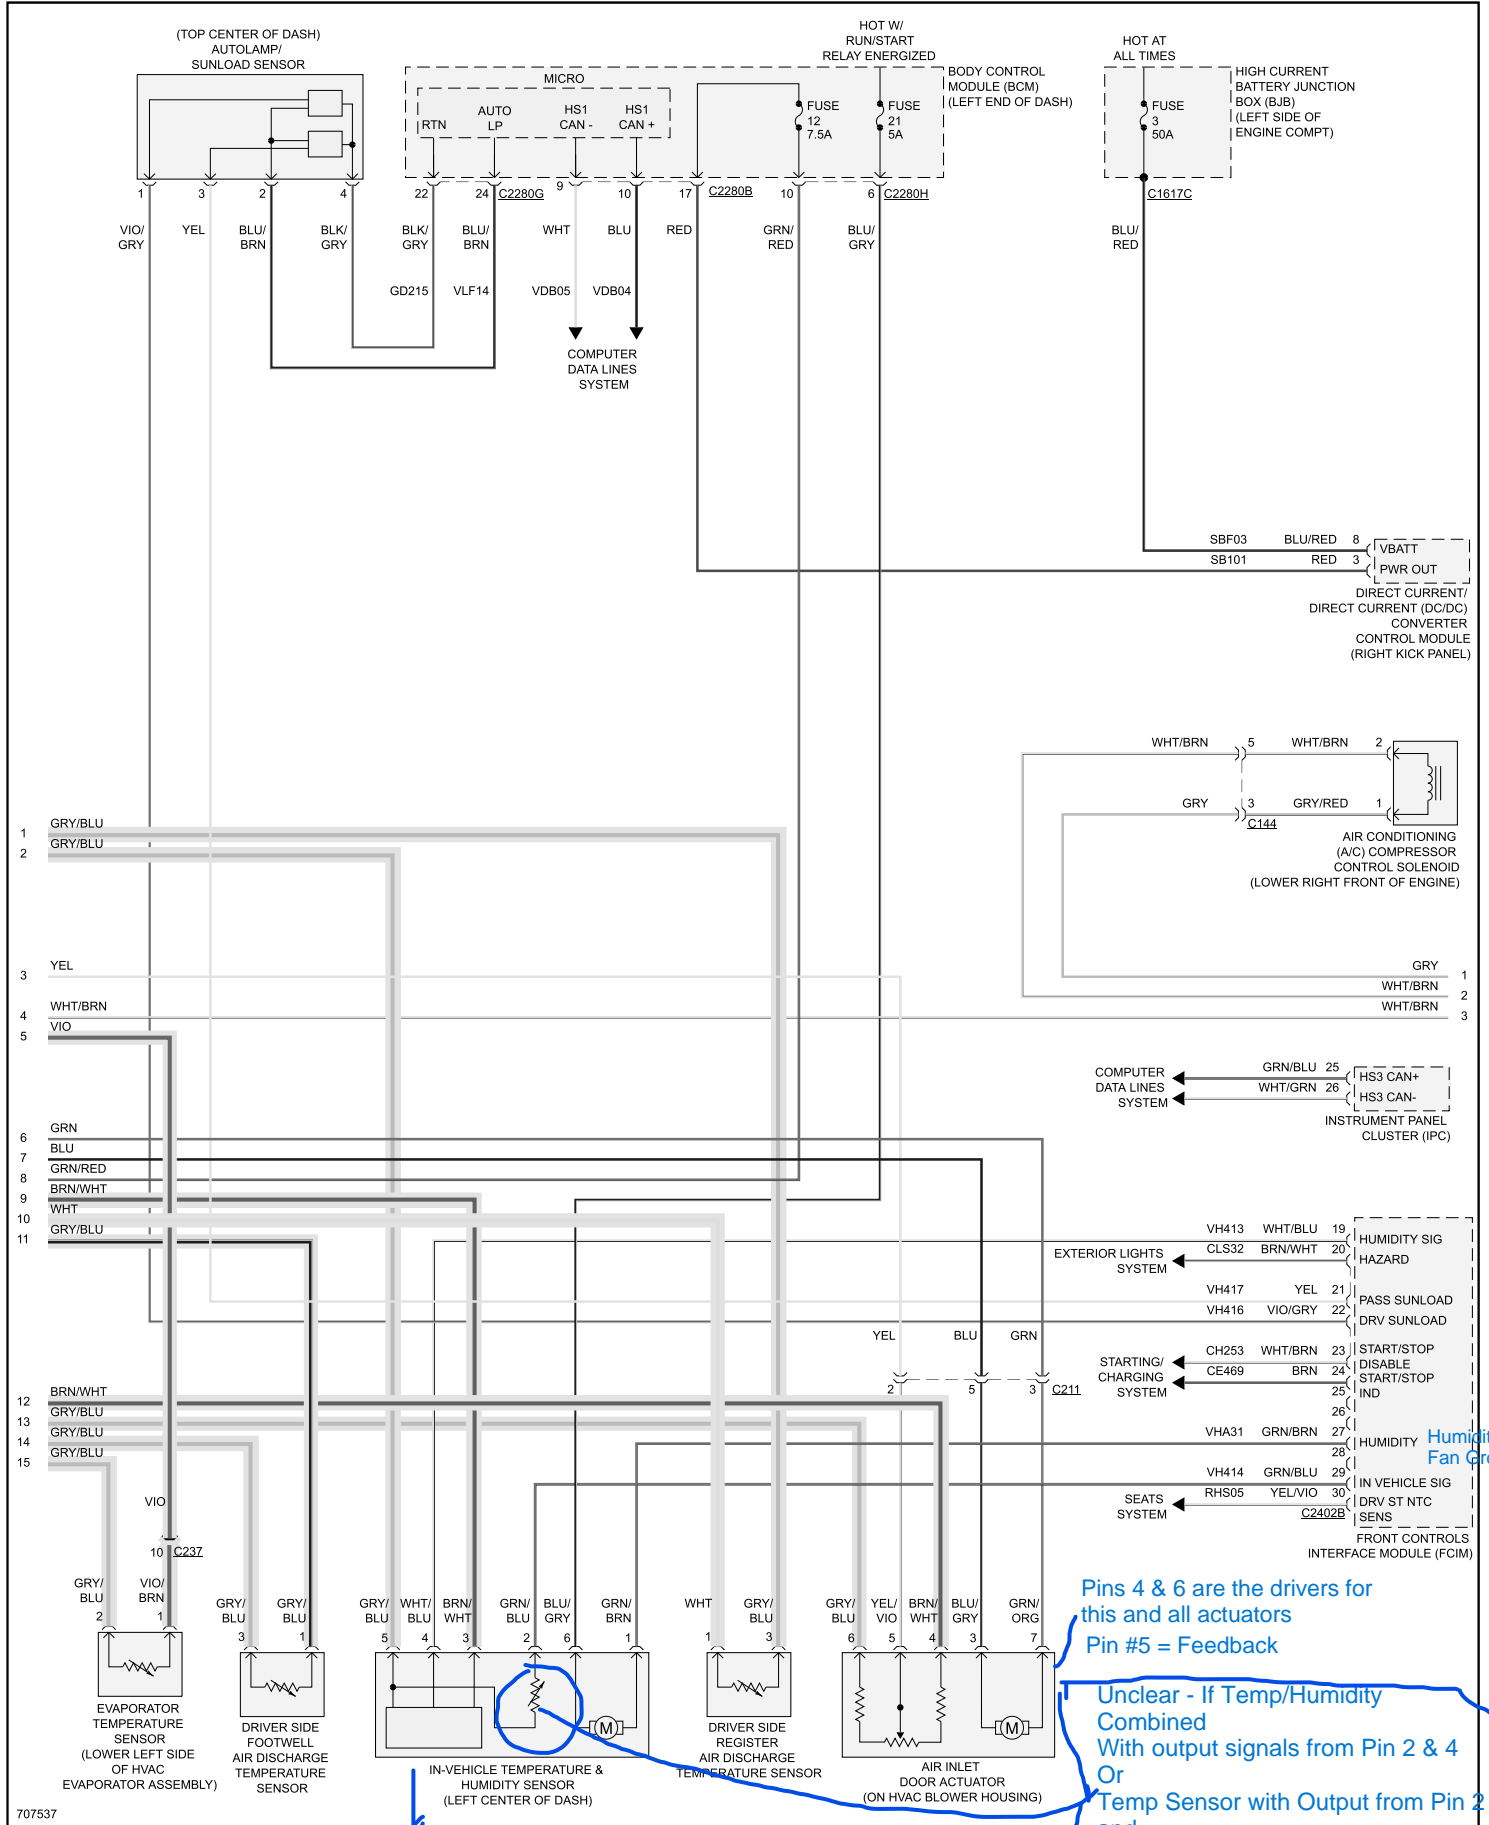 (TOP CENTER OF DASH)
AUTOLAMP/
SUNLOAD SENSOR
HOT W/
RUN/START
RELAY ENERGIZED
HOT AT
ALL TIMES
MICRO
RTN
AUTO
LP
HS1
CAN -
HS1
CAN +
FUSE
12
7.5A
FUSE
21
5A
BODY CONTROL
MODULE (BCM)
(LEFT END OF DASH)
FUSE
3
50A
HIGH CURRENT
BATTERY JUNCTION
BOX (BJB)
(LEFT SIDE OF
ENGINE COMPT)
1 3 2 4 22 24 C2280G 9 10 17 C2280B 10 6 C2280H C1617C
VIO/
GRY
YEL
BLU/
BRN
BLK/
GRY
BLK/
GRY
BLU/
BRN
WHT
BLU
RED
GRN/
RED
BLU/
GRY
BLU/
RED
GD215 VLF14 VDB05 VDB04
COMPUTER
DATA LINES
SYSTEM
SBF03 BLU/RED 8 VBATT
SB101 RED 3 PWR OUT
DIRECT CURRENT/
DIRECT CURRENT (DC/DC)
CONVERTER
CONTROL MODULE
(RIGHT KICK PANEL)
WHT/BRN 5 WHT/BRN 2
GRY 3 GRY/RED 1
C144
AIR CONDITIONING
(A/C) COMPRESSOR
CONTROL SOLENOID
(LOWER RIGHT FRONT OF ENGINE)
1 GRY/BLU
2 GRY/BLU
3 YEL
4 WHT/BRN
5 VIO
GRY 1
WHT/BRN 2
WHT/BRN 3
COMPUTER
DATA LINES
SYSTEM
GRN/BLU 25 HS3 CAN+
WHT/GRN 26 HS3 CAN-
INSTRUMENT PANEL
CLUSTER (IPC)
6 GRN
7 BLU
8 GRN/RED
9 BRN/WHT
10 WHT
11 GRY/BLU
VH413 WHT/BLU 19 HUMIDITY SIG
EXTERIOR LIGHTS
SYSTEM
CLS32 BRN/WHT 20 HAZARD
VH417 YEL 21 PASS SUNLOAD
VH416 VIO/GRY 22 DRV SUNLOAD
STARTING/
CHARGING
SYSTEM
CH253 WHT/BRN 23 START/STOP
DISABLE
CE469 BRN 24 START/STOP
IND
25
26
VHA31 GRN/BRN 27 HUMIDITY
28
VH414 GRN/BLU 29 IN VEHICLE SIG
SEATS
SYSTEM
RHS05 YEL/VIO 30 DRV ST NTC
SENS
C2402B
FRONT CONTROLS
INTERFACE MODULE (FCIM)
YEL BLU GRN
2 5 3 C211
12 BRN/WHT
13 GRY/BLU
14 GRY/BLU
15 GRY/BLU
VIO
10 C237
GRY/
BLU
2
VIO/
BRN
1
GRY/
BLU
3
GRY/
BLU
1
GRY/
BLU
5
WHT/
BLU
4
BRN/
WHT
3
GRN/
BLU
2
BLU/
GRY
6
GRN/
BRN
1
WHT
1
GRY/
BLU
3
GRY/
BLU
6
YEL/
VIO
5
BRN/
WHT
4
BLU/
GRY
3
GRN/
ORG
7
M
M
EVAPORATOR
TEMPERATURE
SENSOR
(LOWER LEFT SIDE
OF HVAC
EVAPORATOR ASSEMBLY)
DRIVER SIDE
FOOTWELL
AIR DISCHARGE
TEMPERATURE
SENSOR
IN-VEHICLE TEMPERATURE &
HUMIDITY SENSOR
(LEFT CENTER OF DASH)
DRIVER SIDE
REGISTER
AIR DISCHARGE
TEMPERATURE SENSOR
AIR INLET
DOOR ACTUATOR
(ON HVAC BLOWER HOUSING)
Fan
Pins 4 & 6 are the drivers for
this and all actuators
Pin #5 = Feedback
Unclear - If Temp/Humidity
Combined
With output signals from Pin 2 & 4
Or
Temp Sensor with Output from Pin 2
707537